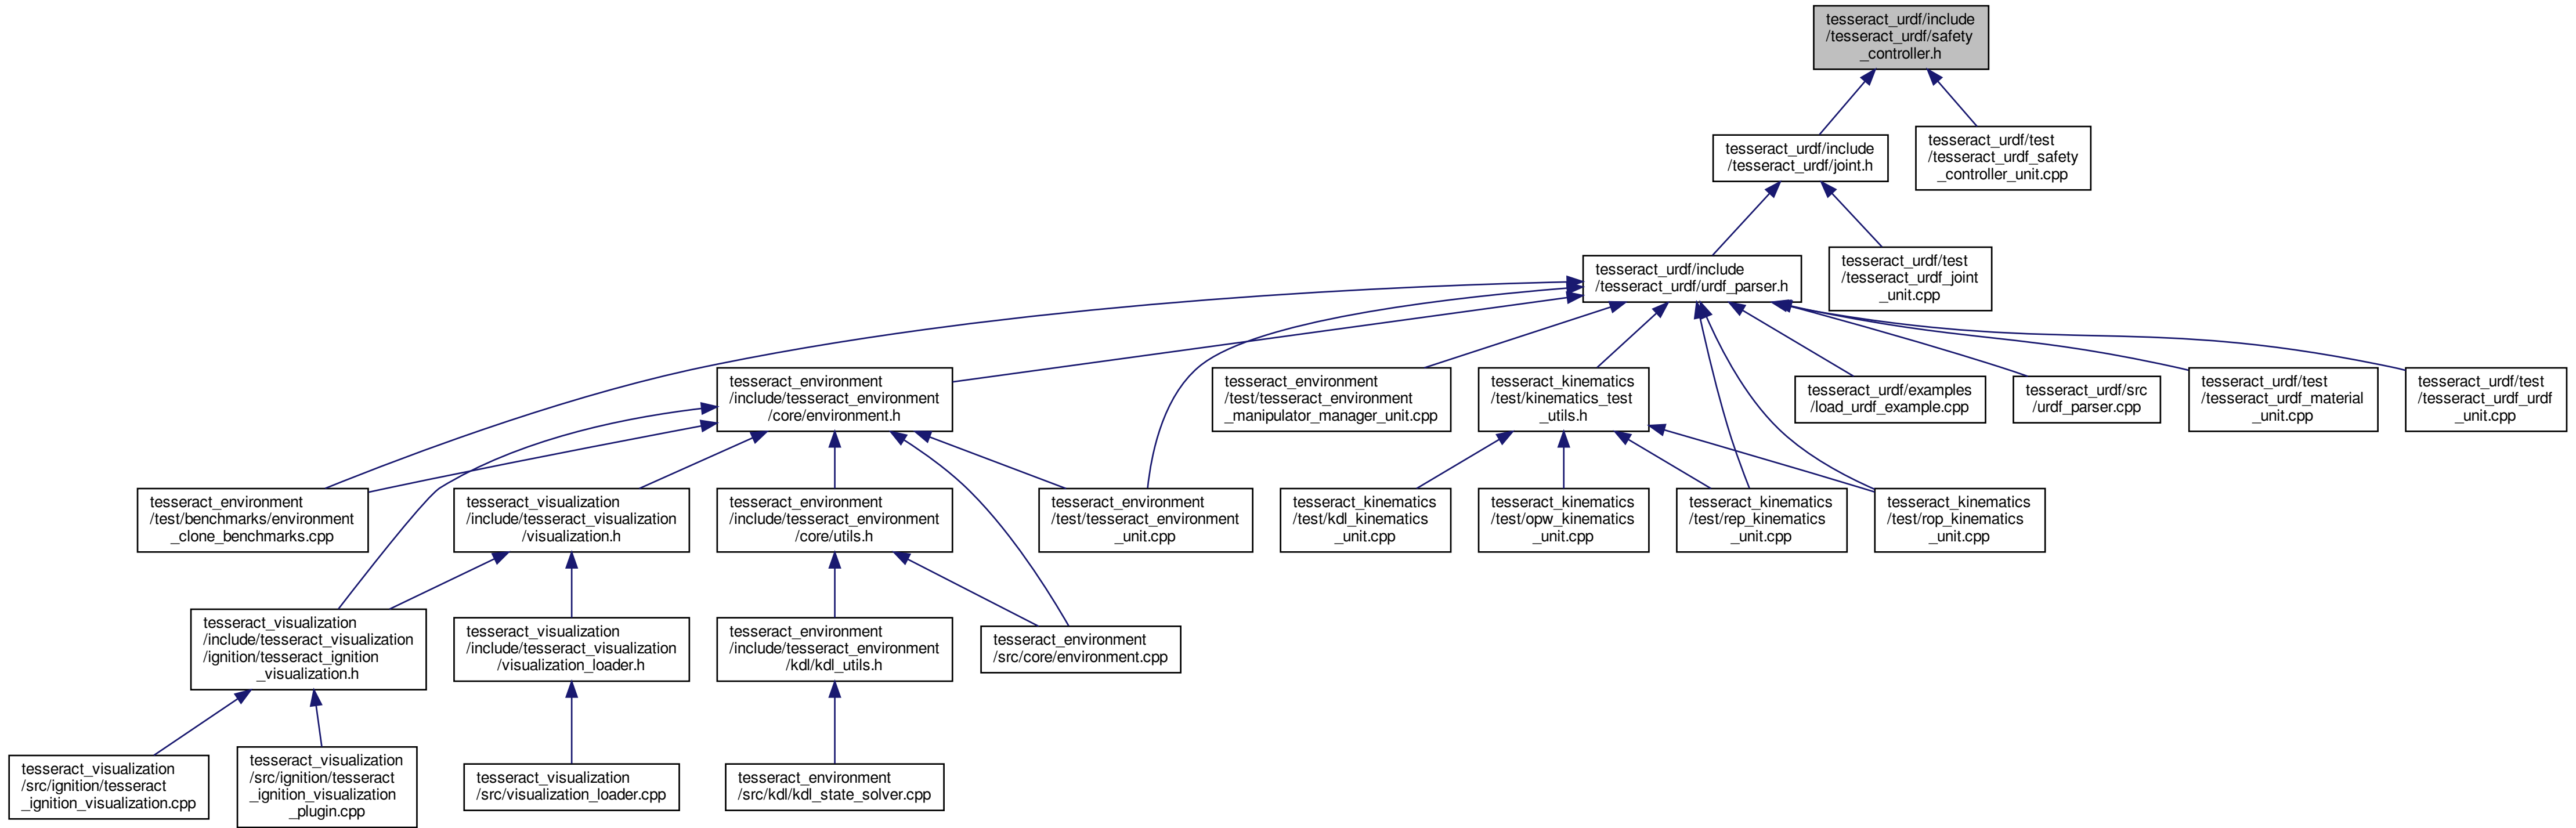 tesseract_urdf/include
/tesseract_urdf/safety
_controller.h
tesseract_urdf/include
/tesseract_urdf/joint.h
tesseract_urdf/test
/tesseract_urdf_safety
_controller_unit.cpp
tesseract_urdf/include
/tesseract_urdf/urdf_parser.h
tesseract_urdf/test
/tesseract_urdf_joint
_unit.cpp
tesseract_environment
/include/tesseract_environment
/core/environment.h
tesseract_environment
/test/tesseract_environment
_manipulator_manager_unit.cpp
tesseract_kinematics
/test/kinematics_test
_utils.h
tesseract_urdf/examples
/load_urdf_example.cpp
tesseract_urdf/src
/urdf_parser.cpp
tesseract_urdf/test
/tesseract_urdf_material
_unit.cpp
tesseract_urdf/test
/tesseract_urdf_urdf
_unit.cpp
tesseract_environment
/test/benchmarks/environment
_clone_benchmarks.cpp
tesseract_visualization
/include/tesseract_visualization
/visualization.h
tesseract_environment
/include/tesseract_environment
/core/utils.h
tesseract_environment
/test/tesseract_environment
_unit.cpp
tesseract_kinematics
/test/kdl_kinematics
_unit.cpp
tesseract_kinematics
/test/opw_kinematics
_unit.cpp
tesseract_kinematics
/test/rep_kinematics
_unit.cpp
tesseract_kinematics
/test/rop_kinematics
_unit.cpp
tesseract_visualization
/include/tesseract_visualization
/ignition/tesseract_ignition
_visualization.h
tesseract_visualization
/include/tesseract_visualization
/visualization_loader.h
tesseract_environment
/include/tesseract_environment
/kdl/kdl_utils.h
tesseract_environment
/src/core/environment.cpp
tesseract_visualization
/src/ignition/tesseract
_ignition_visualization.cpp
tesseract_visualization
/src/ignition/tesseract
_ignition_visualization
_plugin.cpp
tesseract_visualization
/src/visualization_loader.cpp
tesseract_environment
/src/kdl/kdl_state_solver.cpp